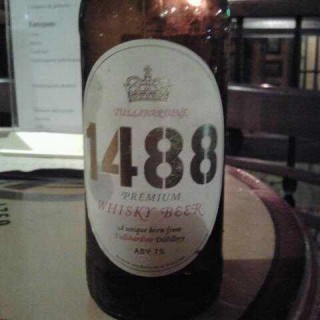 TULLIBARDINE
1488
PREMIUM
WHISKY BEER
A unique beer from
Tullibardine Distillery
ABV 7%